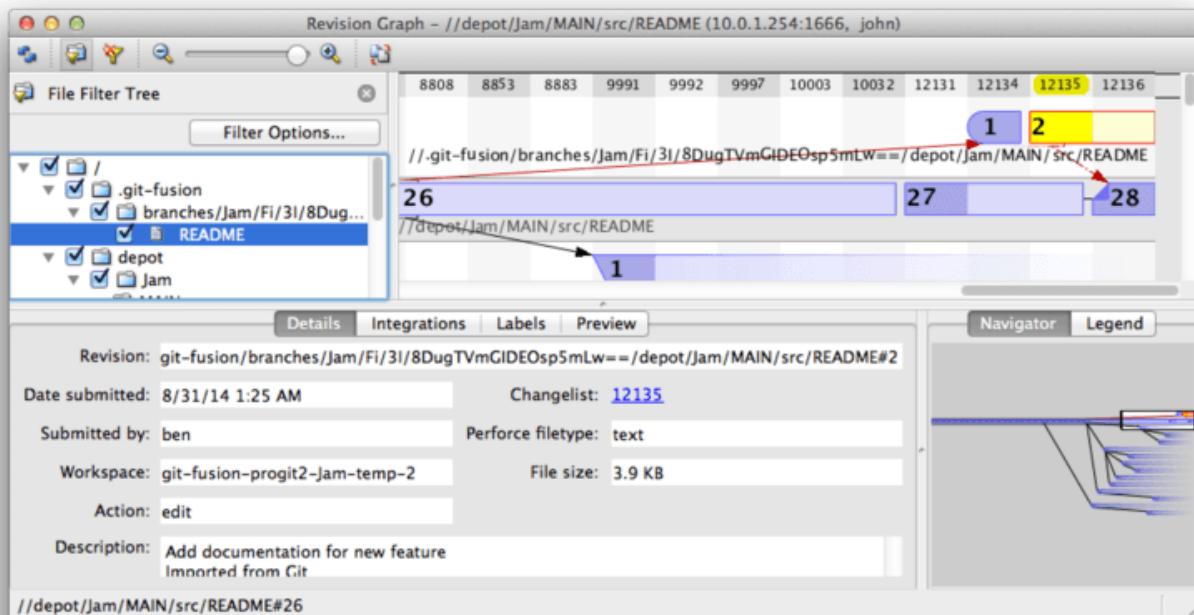 Revision Graph – //depot/Jam/MAIN/src/README (10.0.1.254:1666, john)
File Filter Tree
Filter Options...
/
.git-fusion
branches/Jam/Fi/3I/8Dug...
README
depot
Jam
8808 8853 8883 9991 9992 9997 10003 10032 12131 12134 12135 12136
1 2
//.git-fusion/branches/Jam/Fi/3I/8DugTVmGIDEOsp5mLw==/depot/Jam/MAIN/src/README
26 27 28
//depot/Jam/MAIN/src/README
1
Details Integrations Labels Preview
Revision: git-fusion/branches/Jam/Fi/3I/8DugTVmGIDEOsp5mLw==/depot/Jam/MAIN/src/README#2
Date submitted: 8/31/14 1:25 AM Changelist: 12135
Submitted by: ben Perforce filetype: text
Workspace: git-fusion-progit2-Jam-temp-2 File size: 3.9 KB
Action: edit
Description: Add documentation for new feature
Imported from Git
Navigator Legend
//depot/Jam/MAIN/src/README#26